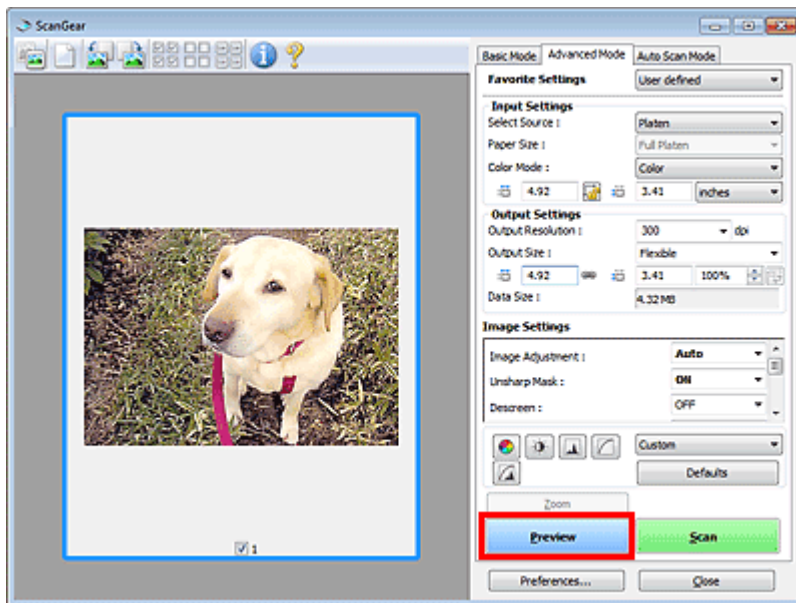 ScanGear
Basic Mode Advanced Mode Auto Scan Mode
Favorite Settings User defined
Input Settings
Select Source : Platen
Paper Size : Full Platen
Color Mode : Color
4.92 3.41 inches
Output Settings
Output Resolution : 300 dpi
Output Size : Flexible
4.92 3.41 100%
Data Size : 4.32 MB
Image Settings
Image Adjustment : Auto
Unsharp Mask : ON
Descreen : OFF
Custom
Defaults
Zoom
Preview Scan
1
Preferences... Close